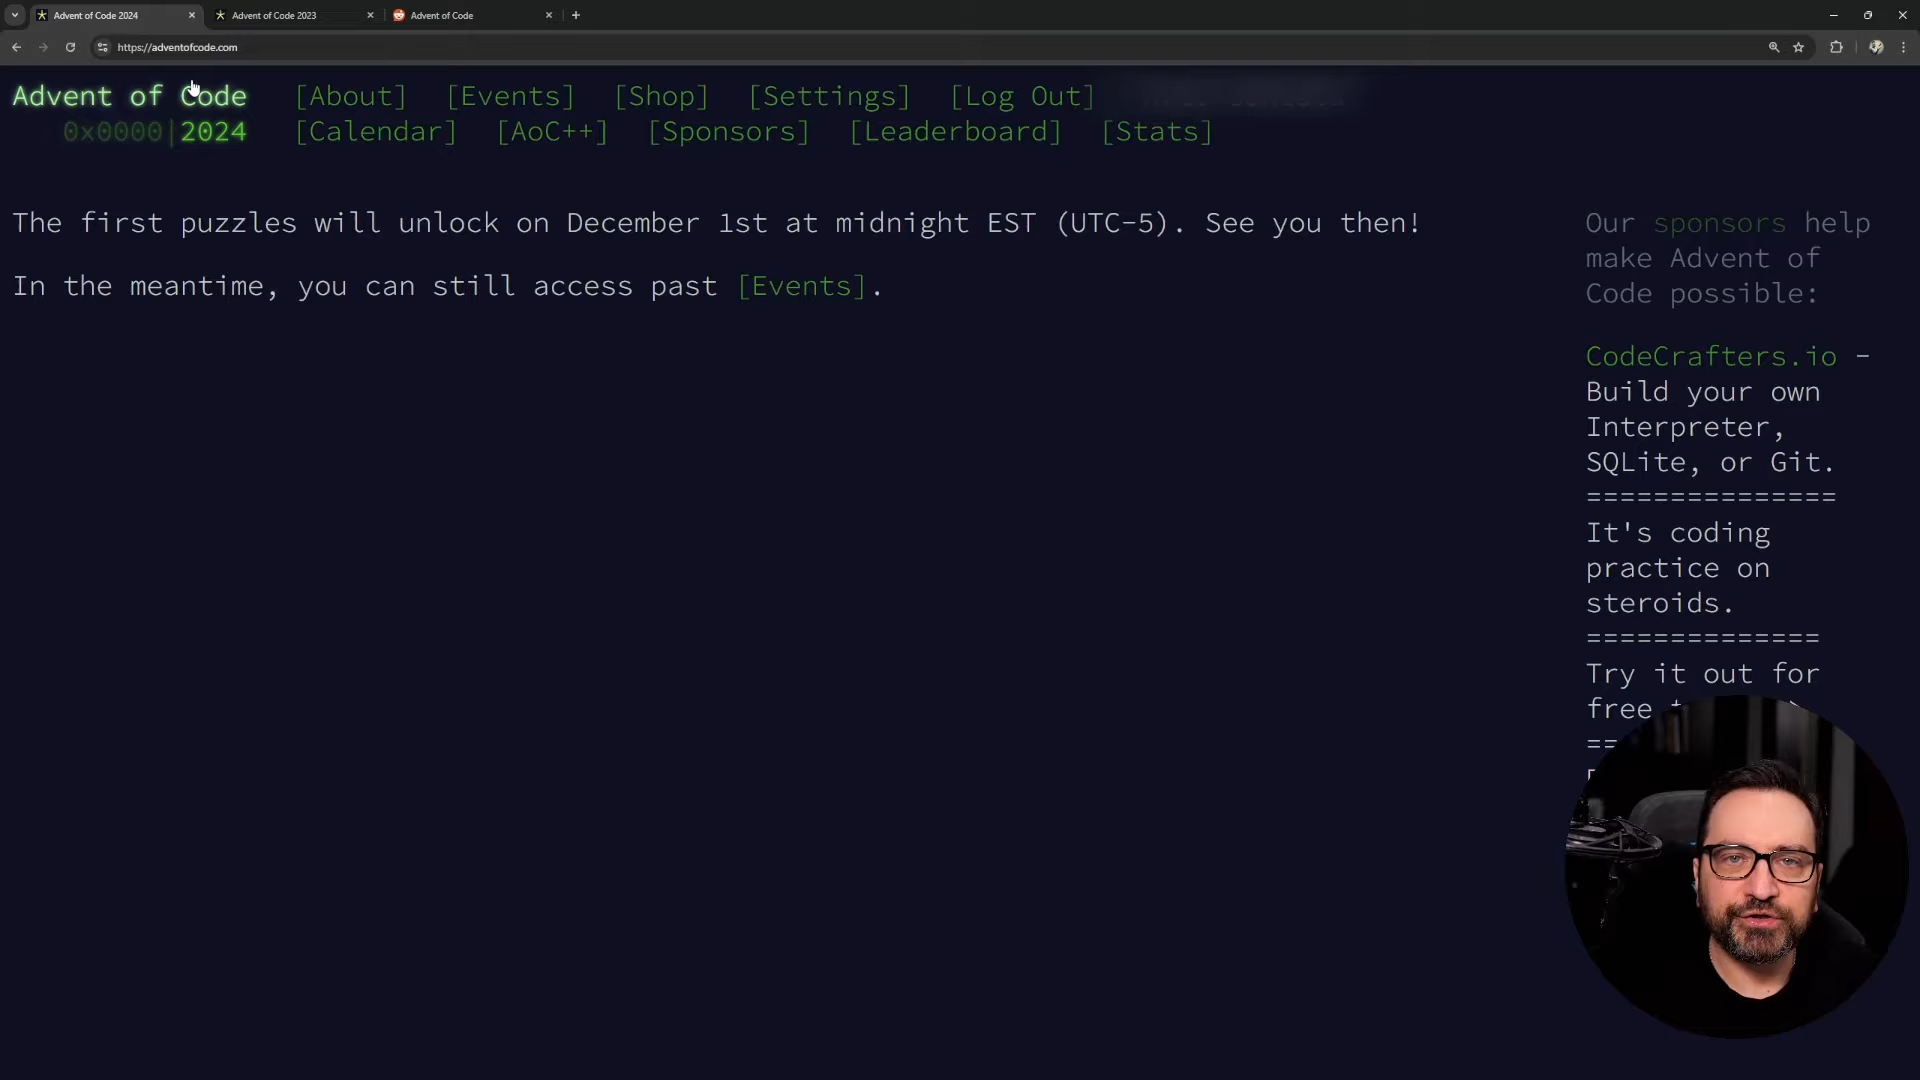 Advent of Code 2024
Advent of Code 2023
Advent of Code
https://adventofcode.com
Advent of Code [About] [Events] [Shop] [Settings] [Log Out]
0x0000|2024 [Calendar] [AoC++] [Sponsors] [Leaderboard] [Stats]
The first puzzles will unlock on December 1st at midnight EST (UTC-5). See you then!
In the meantime, you can still access past [Events].
Our sponsors help
make Advent of
Code possible:
CodeCrafters.io -
Build your own
Interpreter,
SQLite, or Git.
===============
It's coding
practice on
steroids.
==============
Try it out for
free
==